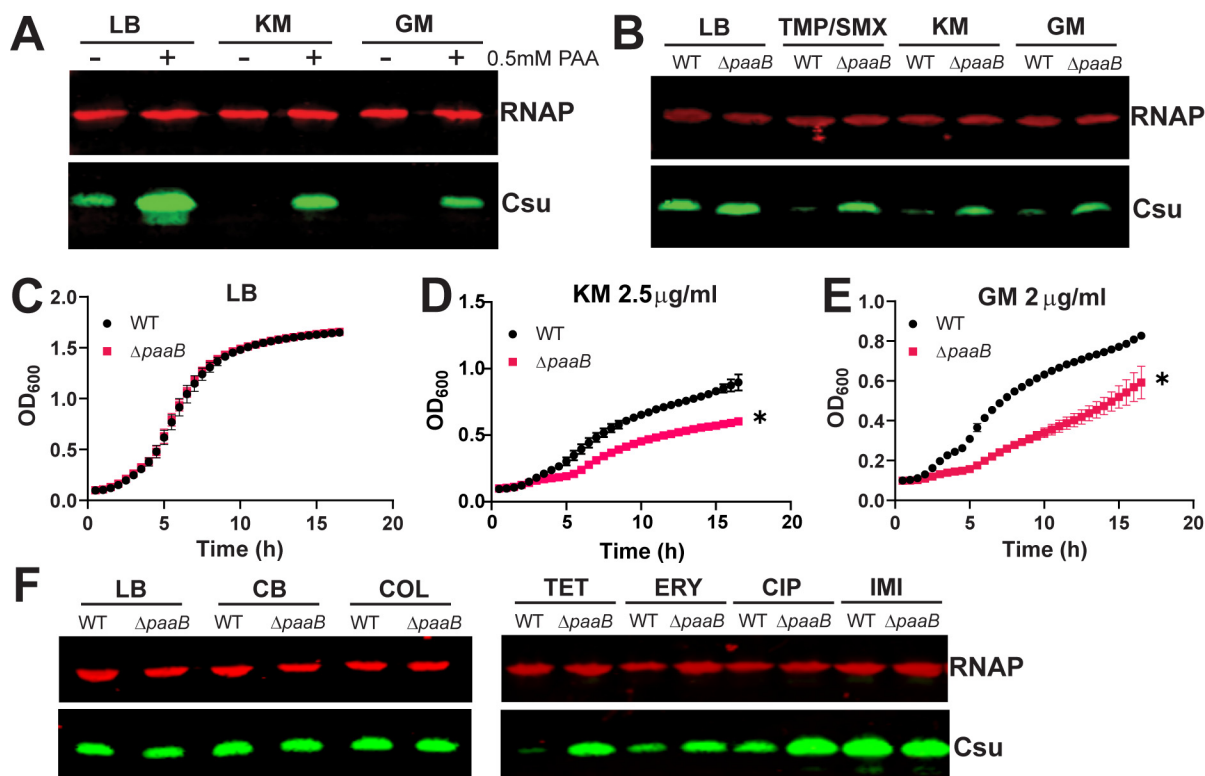 A
LB KM GM
- + - + - + 0.5mM PAA
RNAP
Csu
B
LB TMP/SMX KM GM
WT ΔpaaB WT ΔpaaB WT ΔpaaB WT ΔpaaB
RNAP
Csu
C
LB
WT
ΔpaaB
OD600
2.0
1.5
1.0
0.5
0.0
0 5 10 15 20
Time (h)
D
KM 2.5 μg/ml
WT
ΔpaaB
OD600
1.5
1.0
0.5
0.0
*
0 5 10 15 20
Time (h)
E
GM 2 μg/ml
WT
ΔpaaB
OD600
1.0
0.8
0.6
0.4
0.2
0.0
*
0 5 10 15 20
Time (h)
F
LB CB COL
WT ΔpaaB WT ΔpaaB WT ΔpaaB
TET ERY CIP IMI
WT ΔpaaB WT ΔpaaB WT ΔpaaB WT ΔpaaB
RNAP
Csu